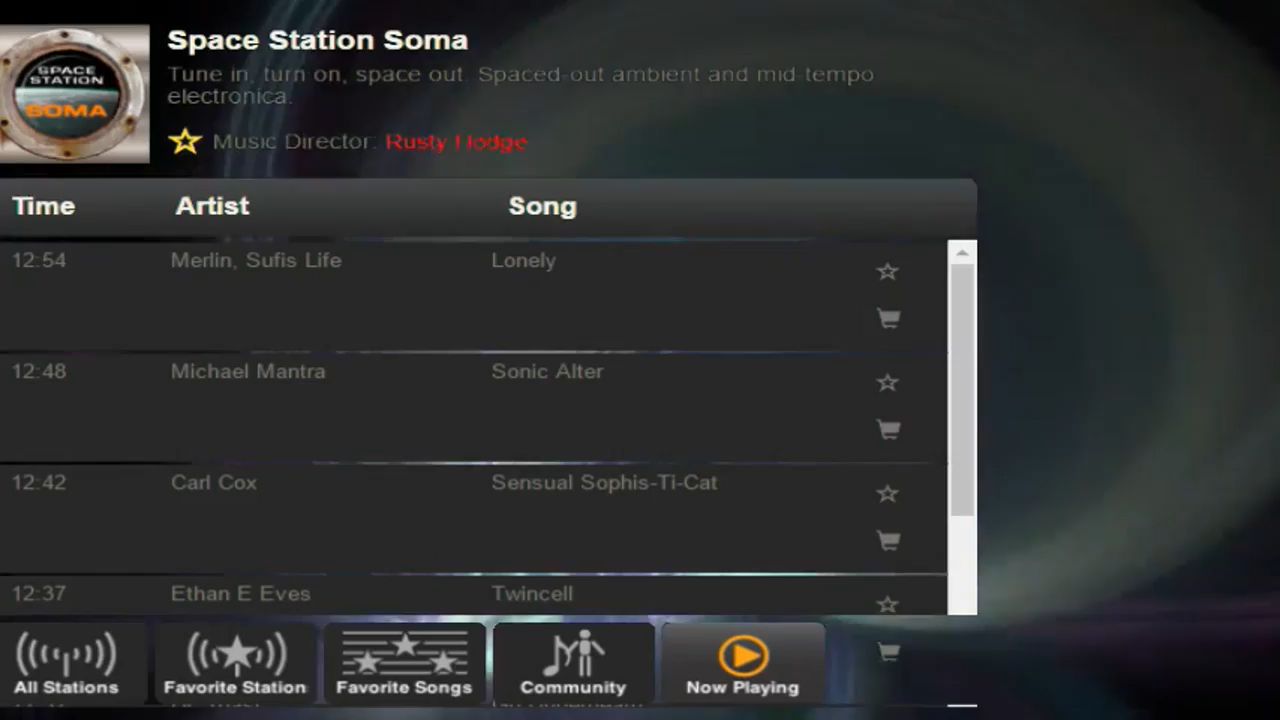 Space Station Soma
SPACE
STATION
SOMA
Tune in, turn on, space out. Spaced-out ambient and mid-tempo
electronica.
Music Director: Rusty Hodge
Time Artist Song
12:54 Merlin, Sufis Life Lonely
12:48 Michael Mantra Sonic Alter
12:42 Carl Cox Sensual Sophis-Ti-Cat
12:37 Ethan E Eves Twincell
All Stations Favorite Station Favorite Songs Community Now Playing